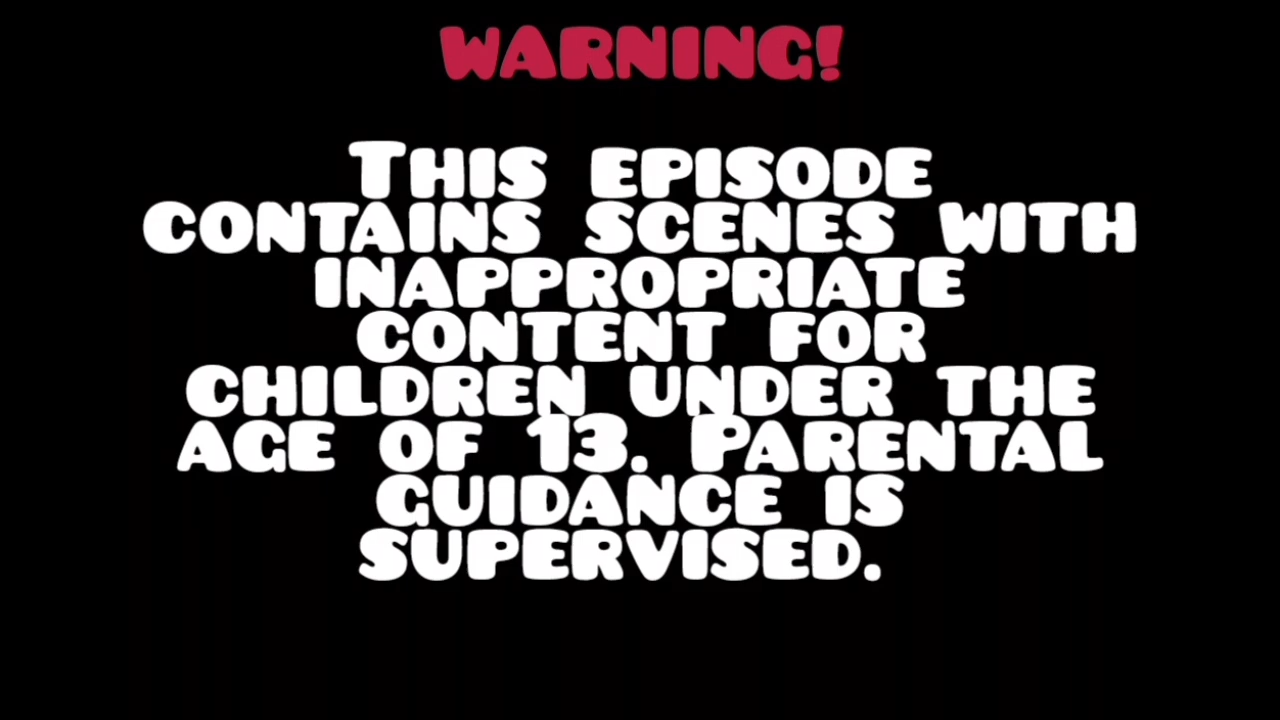 WARNING!
This episode
contains scenes with
inappropriate
content for
children under the
age of 13. Parental
guidance is
supervised.